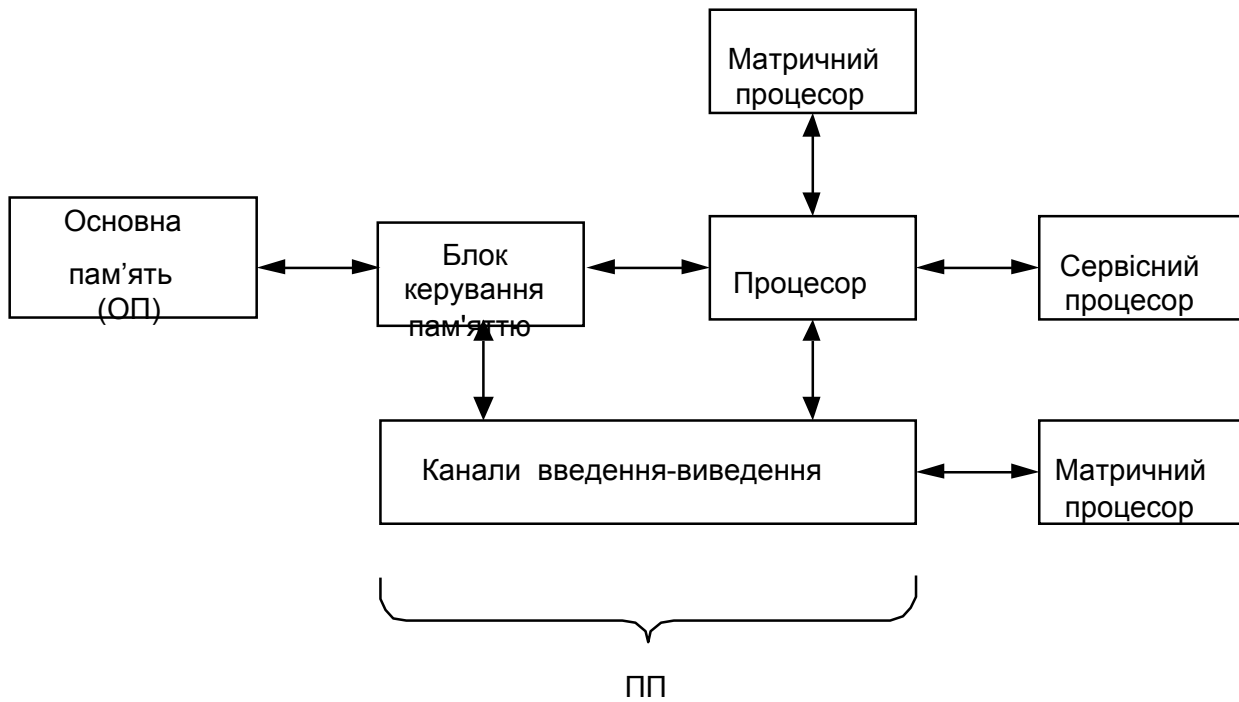 Матричний
процесор
Основна
пам’ять
(ОП)
Блок
керування
пам'яттю
Процесор
Сервісний
процесор
Канали введення-виведення
Матричний
процесор
ПП